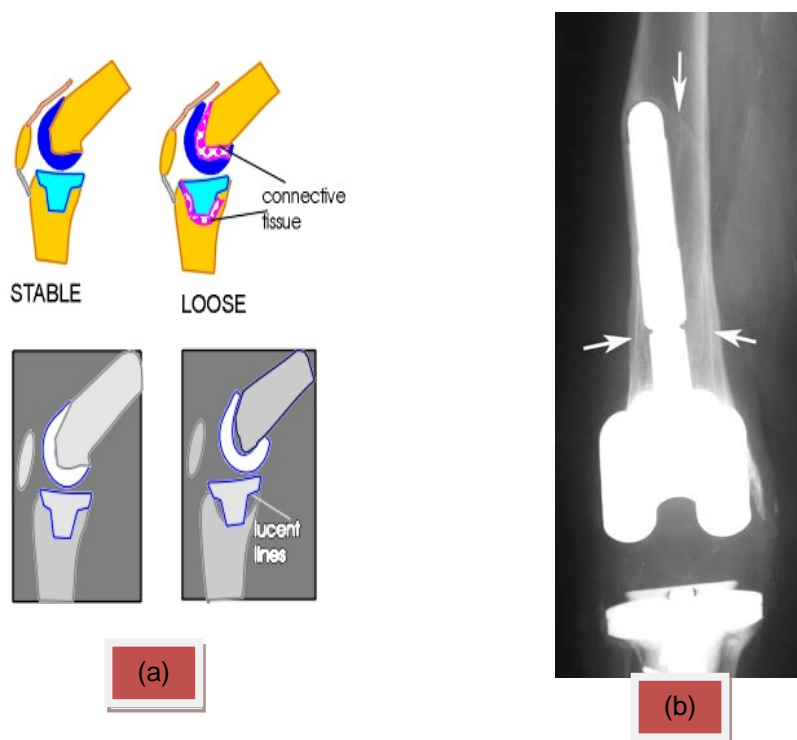 connective
tissue
STABLE
LOOSE
lucent
lines
(a)
(b)